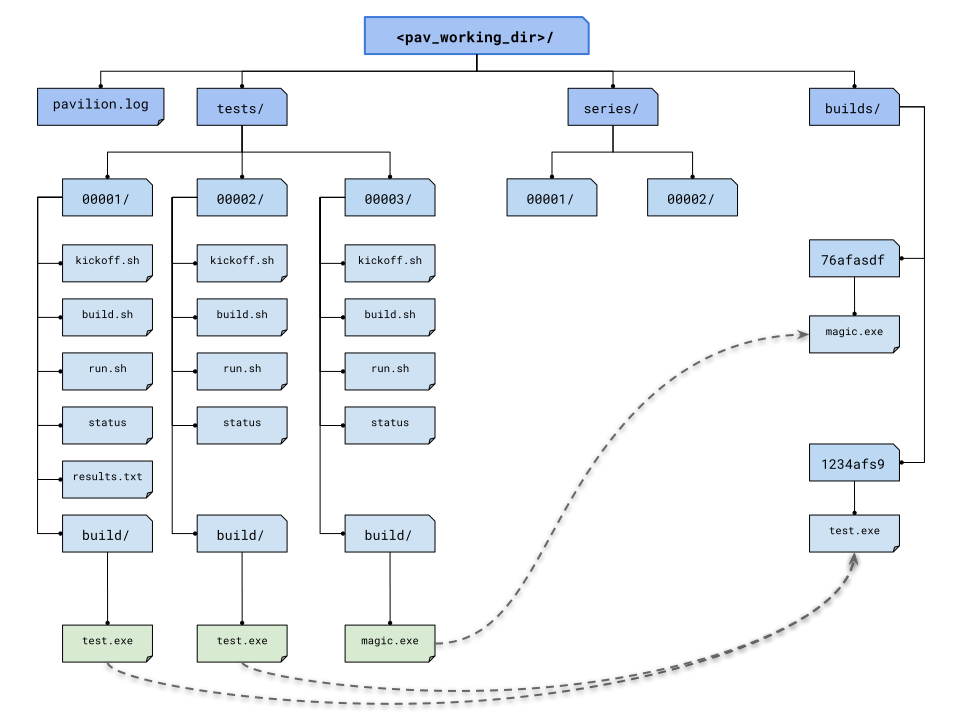 <pav_working_dir>/
pavilion.log
tests/
series/
builds/
00001/
00002/
00003/
00001/
00002/
kickoff.sh
kickoff.sh
kickoff.sh
76afasdf
build.sh
build.sh
build.sh
magic.exe
run.sh
run.sh
run.sh
status
status
status
1234afs9
results.txt
build/
build/
build/
test.exe
test.exe
test.exe
magic.exe